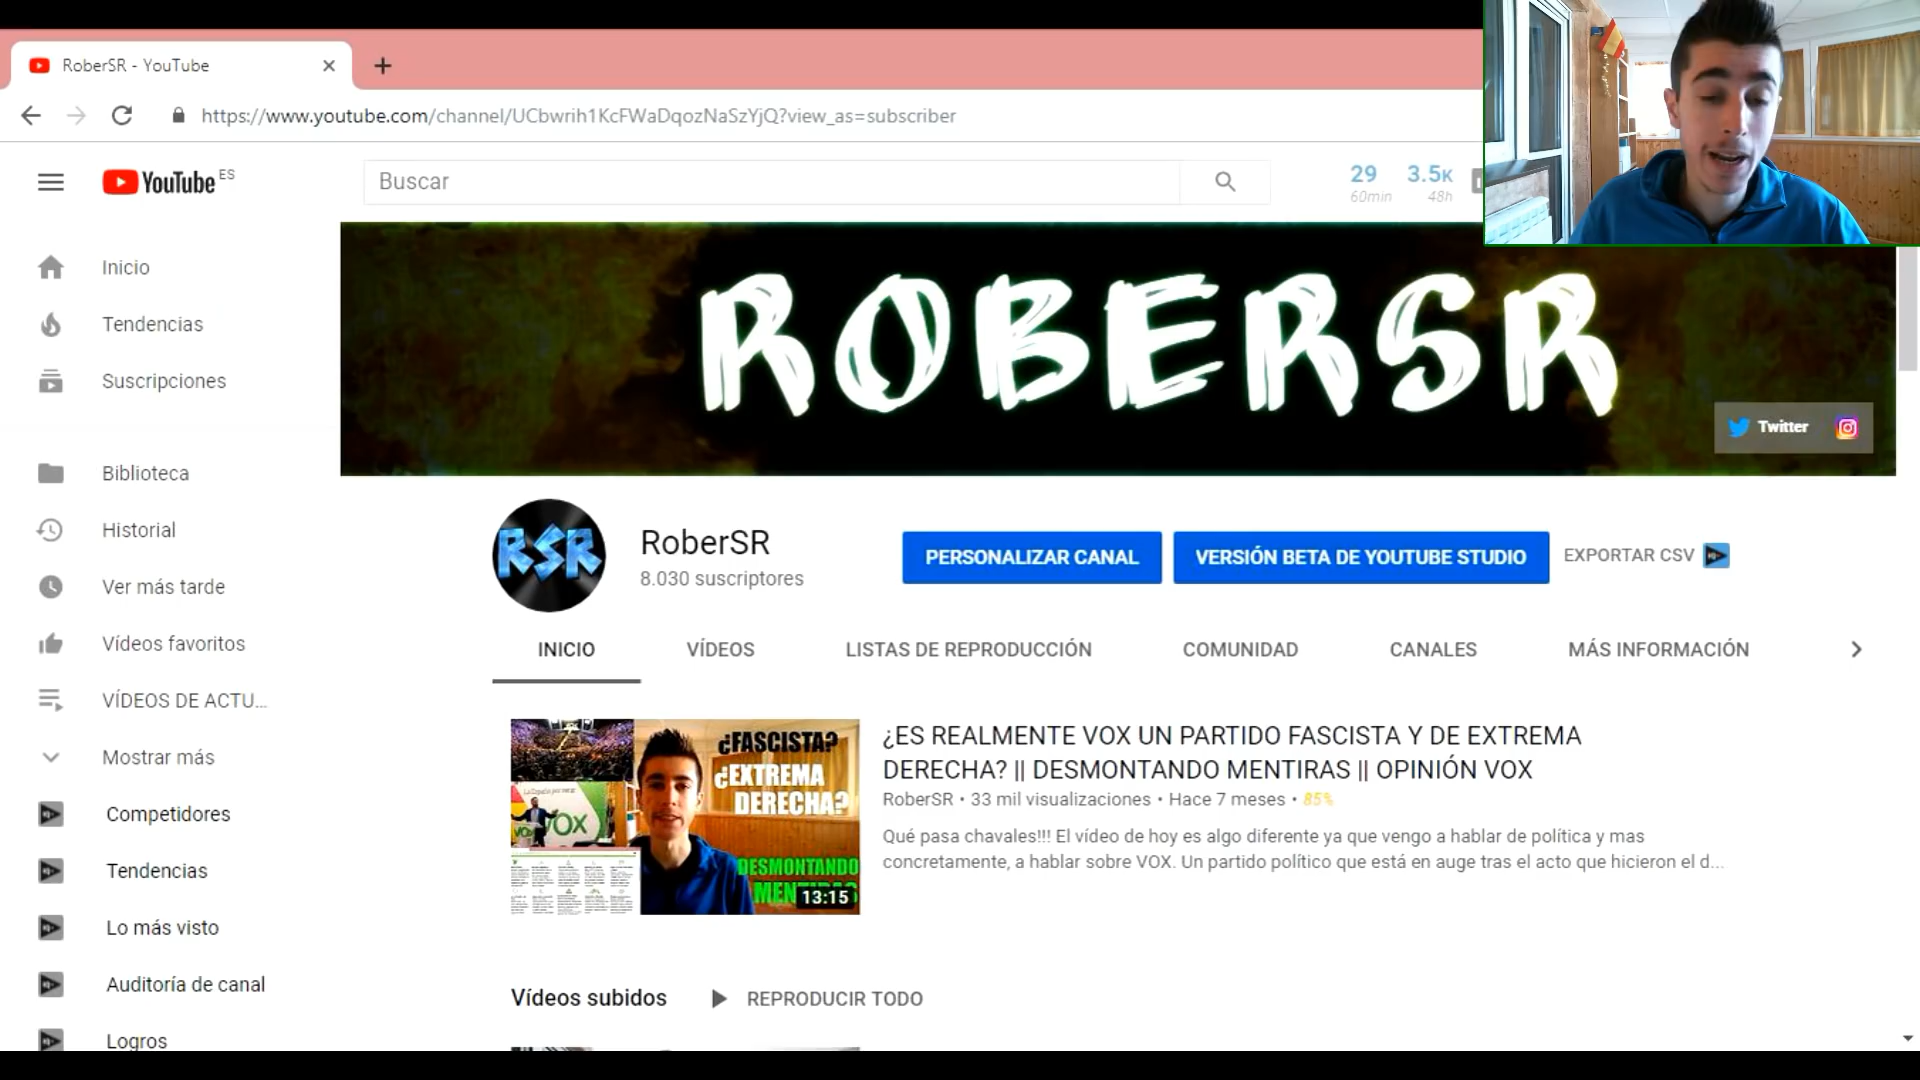 RoberSR - YouTube
https://www.youtube.com/channel/UCbwrih1KcFWaDqozNaSzYjQ?view_as=subscriber
YouTube ES
Buscar
29 3.5K
60min 48h
Inicio
Tendencias
Suscripciones
Biblioteca
Historial
Ver más tarde
Vídeos favoritos
VÍDEOS DE ACTU...
Mostrar más
Competidores
Tendencias
Lo más visto
Auditoría de canal
Logros
ROBERSR
Twitter
RSR
RoberSR
8.030 suscriptores
PERSONALIZAR CANAL
VERSIÓN BETA DE YOUTUBE STUDIO
EXPORTAR CSV
INICIO
VÍDEOS
LISTAS DE REPRODUCCIÓN
COMUNIDAD
CANALES
MÁS INFORMACIÓN
¿FASCISTA?
¿EXTREMA
DERECHA?
VOX
DESMONTANDO
MENTIRAS
13:15
¿ES REALMENTE VOX UN PARTIDO FASCISTA Y DE EXTREMA
DERECHA? || DESMONTANDO MENTIRAS || OPINIÓN VOX
RoberSR • 33 mil visualizaciones • Hace 7 meses • 85%
Qué pasa chavales!!! El vídeo de hoy es algo diferente ya que vengo a hablar de política y mas
concretamente, a hablar sobre VOX. Un partido político que está en auge tras el acto que hicieron el d...
Vídeos subidos
REPRODUCIR TODO